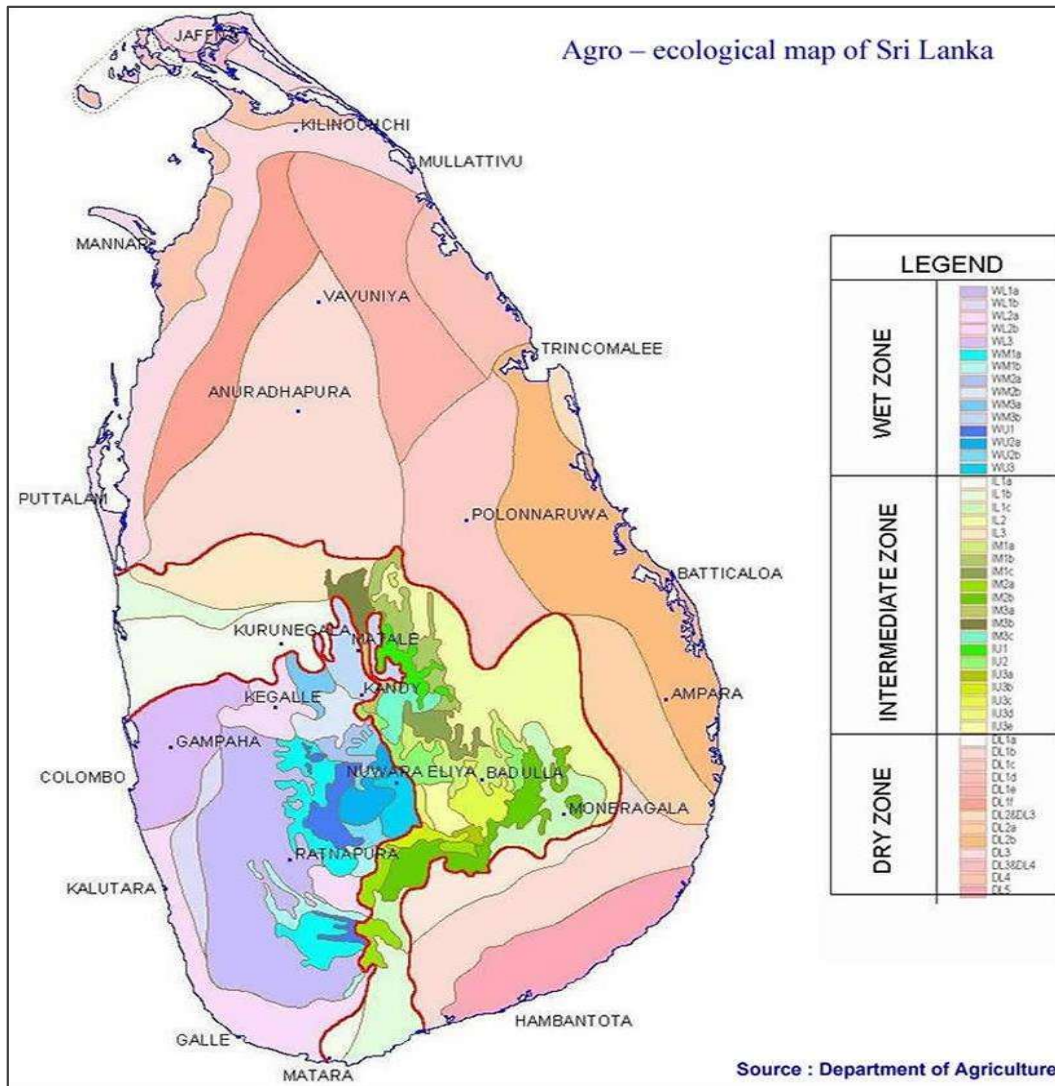 Agro – ecological map of Sri Lanka
JAFFNA
KILINOCHCHI
MULLATTIVU
MANNAR
VAVUNIYA
TRINCOMALEE
ANURADHAPURA
PUTTALAM
POLONNARUWA
BATTICALOA
KURUNEGALA
MATALE
KEGALLE
KANDY
AMPARA
GAMPAHA
COLOMBO
NUWARA ELIYA
BADULLA
MONERAGALA
RATNAPURA
KALUTARA
HAMBANTOTA
GALLE
MATARA
LEGEND
WET ZONE
WL1a
WL1b
WL2a
WL2b
WL3
WM1a
WM1b
WM2a
WM2b
WM3a
WM3b
WU1
WU2a
WU2b
WU3
INTERMEDIATE ZONE
IL1a
IL1b
IL1c
IL2
IL3
IM1a
IM1b
IM1c
IM2a
IM2b
IM3a
IM3b
IM3c
IU1
IU2
IU3a
IU3b
IU3c
IU3d
IU3e
DRY ZONE
DL1a
DL1b
DL1c
DL1d
DL1e
DL1f
DL2&DL3
DL2a
DL2b
DL3
DL3&DL4
DL4
DL5
Source : Department of Agriculture